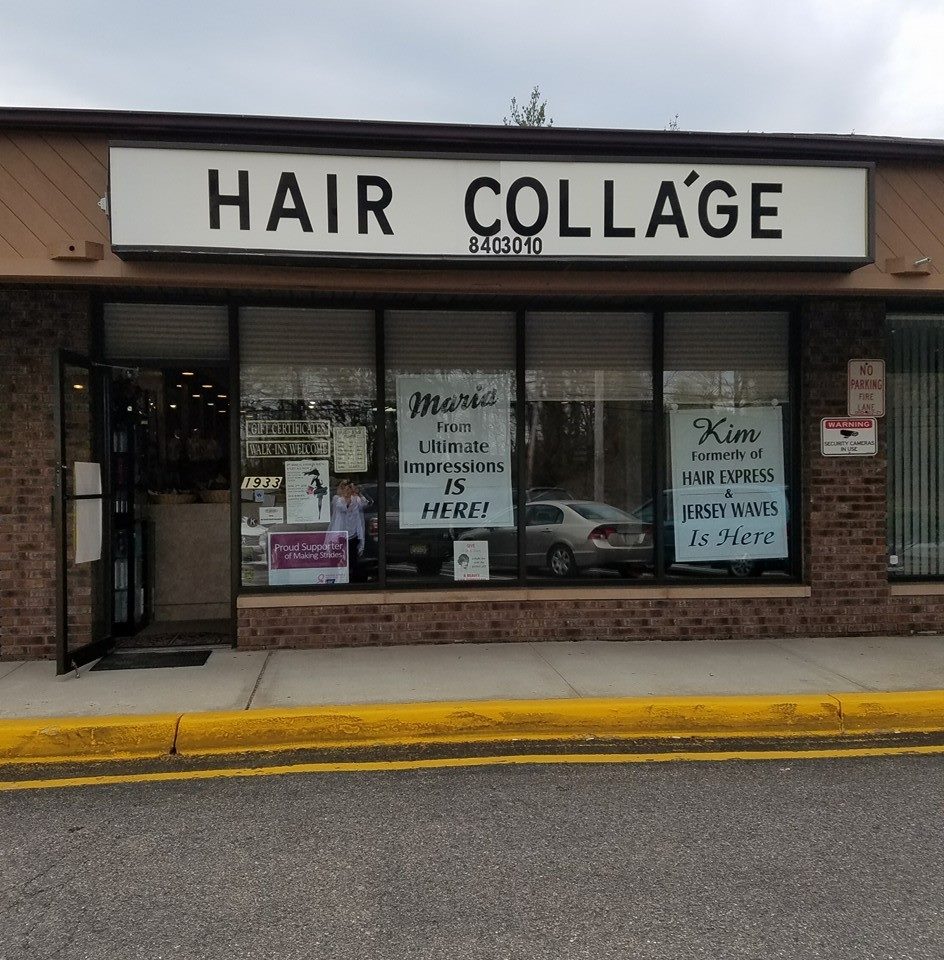 HAIR COLLA'GE
8403010
GIFT CERTIFICATES
WALK-INS WELCOME
1933
Proud Supporter
of Making Strides
Maria
From
Ultimate
Impressions
IS
HERE!
Kim
Formerly of
HAIR EXPRESS
&
JERSEY WAVES
Is Here
NO
PARKING
FIRE
LANE
WARNING
SECURITY CAMERAS
IN USE